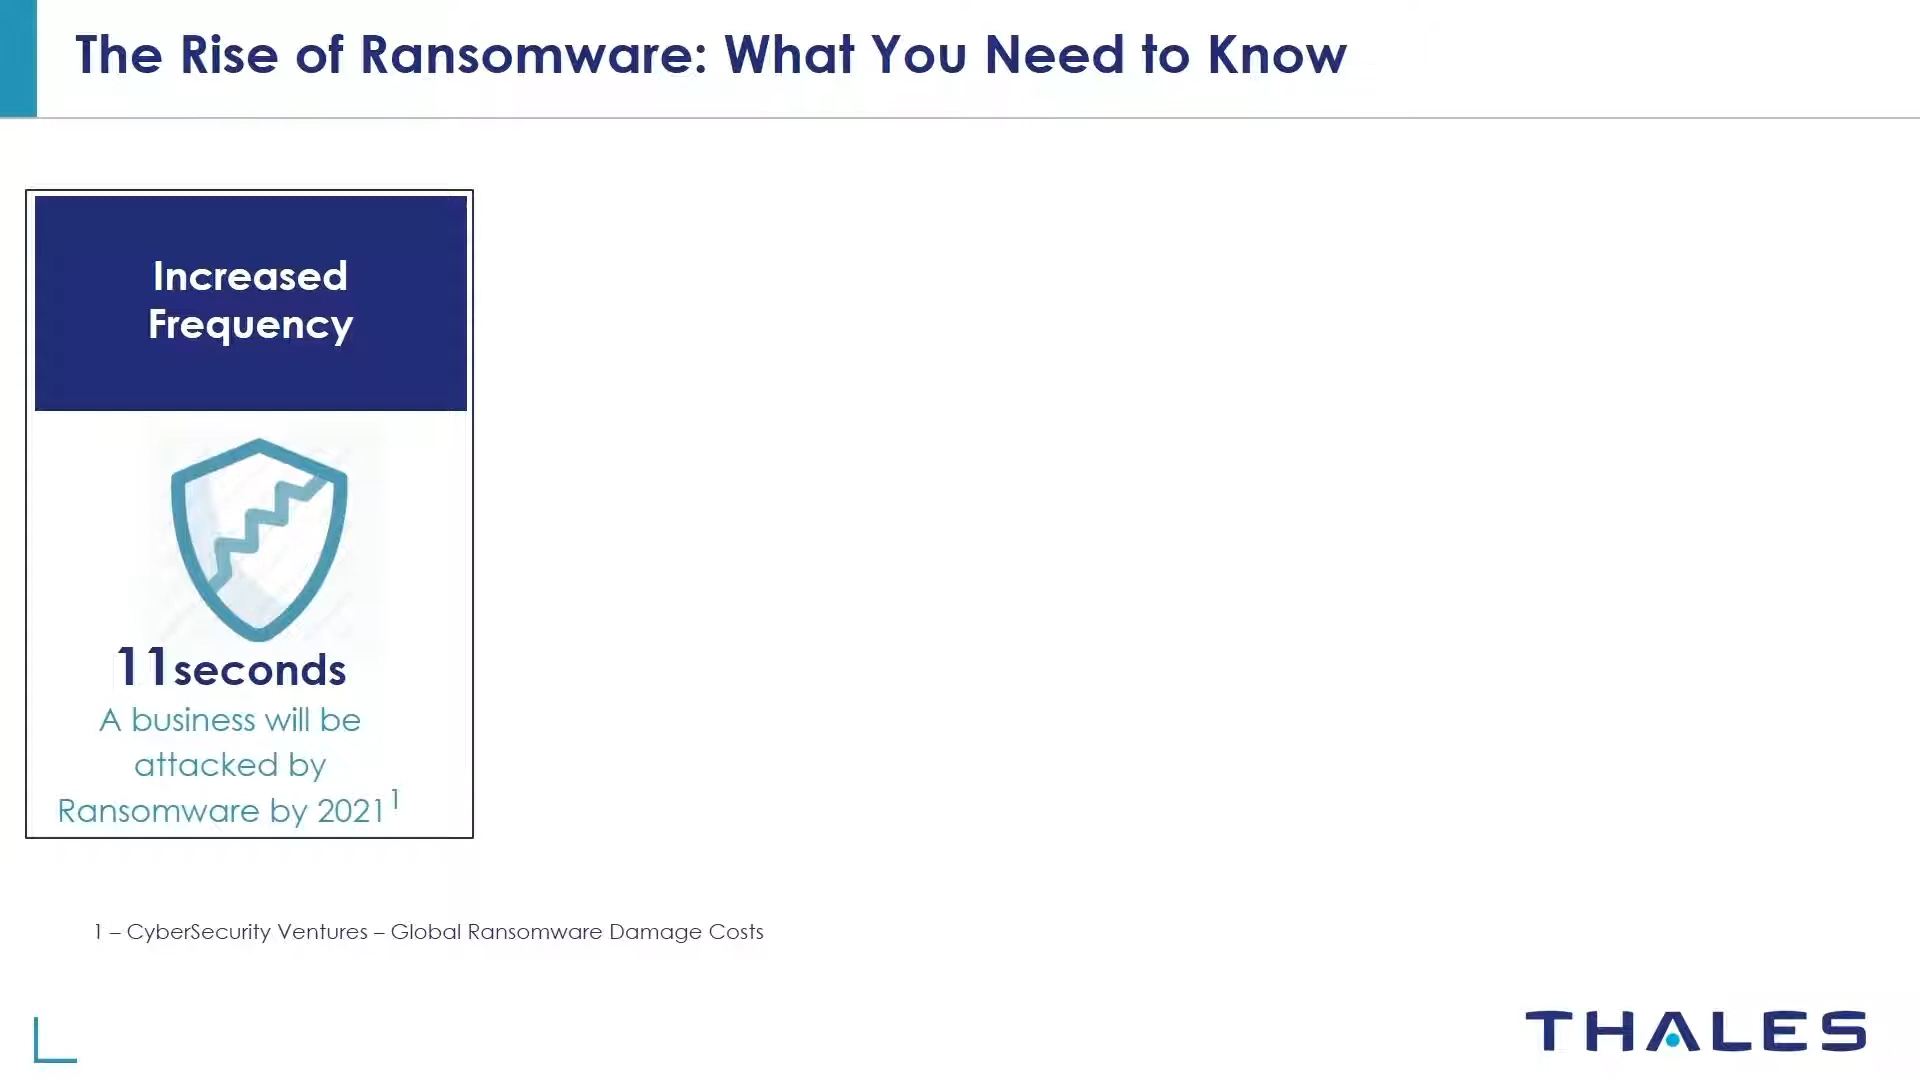 The Rise of Ransomware: What You Need to Know
Increased
Frequency
11seconds
A business will be
attacked by
Ransomware by 2021¹
1 – CyberSecurity Ventures – Global Ransomware Damage Costs
THALES